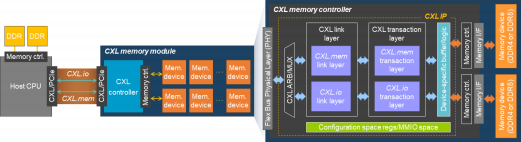 DDR DDR
Memory ctrl.
Host CPU
CXL/PCIe
CXL.io
CXL.mem
CXL memory module
CXL/PCIe
CXL
controller
Memory ctrl.
Mem.
device
Mem.
device
Mem.
device
Mem.
device
Mem.
device
Mem.
device
CXL memory controller
CXL IP
Flex Bus Physical Layer (PHY)
CXL ARB/MUX
CXL link
layer
CXL.mem
link layer
CXL.io
link layer
CXL transaction
layer
CXL.mem
transaction
layer
CXL.io
transaction
layer
Device-specific buffer/logic
Configuration space regs/MMIO space
Memory ctrl.
Memory I/F
Memory device
(DDR4 or DDR5)
Memory ctrl.
Memory I/F
Memory device
(DDR4 or DDR5)